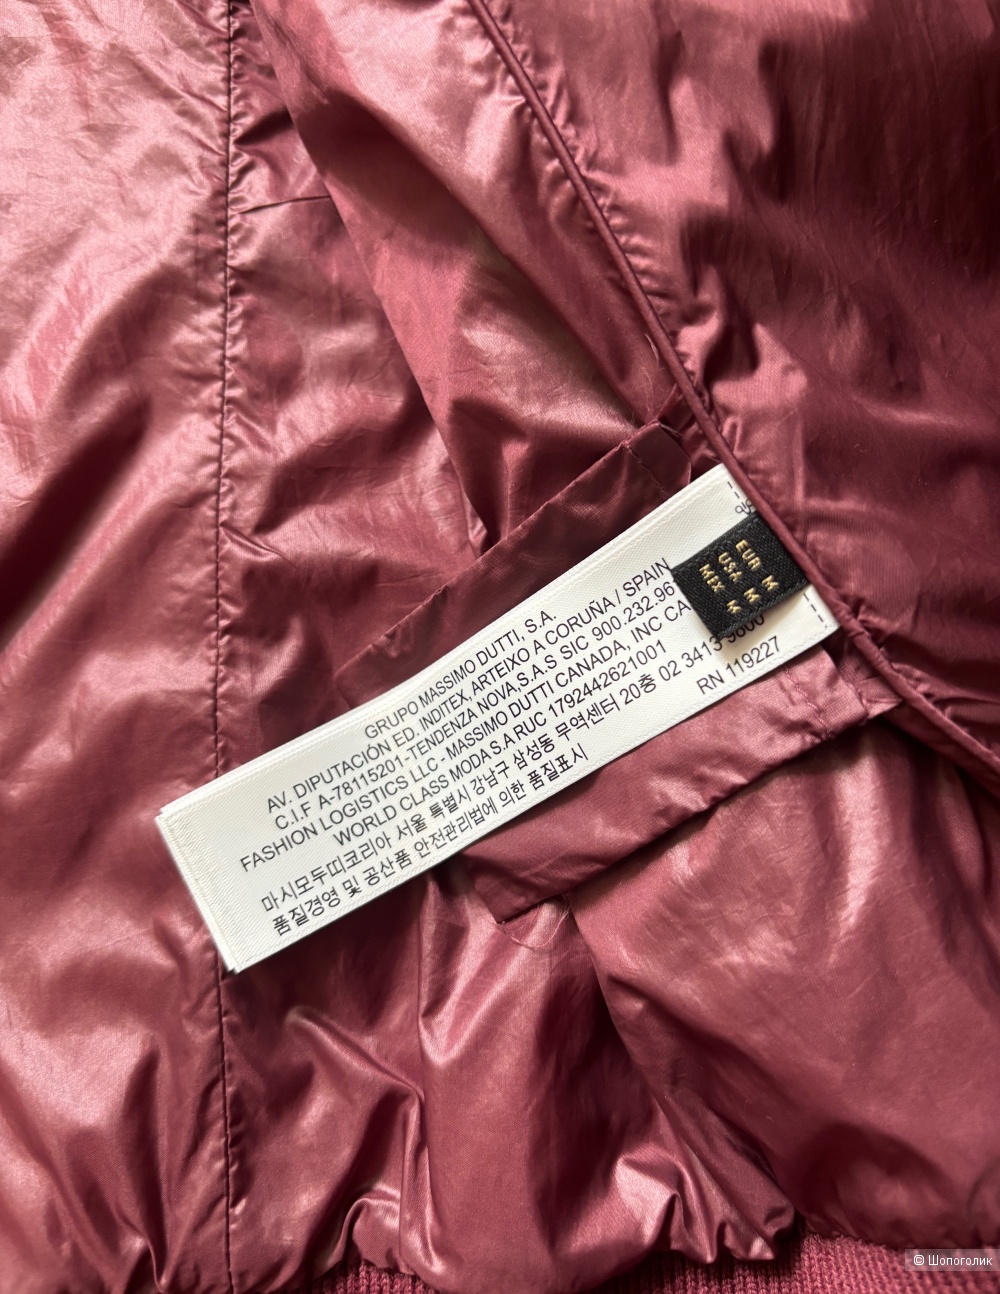 GRUPO MASSIMO DUTTI, S.A.
AV. DIPUTACIÓN ED. INDITEX, ARTEIXO A CORUÑA / SPAIN
C.I.F A-78115201-TENDENZA NOVA,S.A.S SIC 900.232.96
FASHION LOGISTICS LLC - MASSIMO DUTTI CANADA, INC CA
WORLD CLASS MODA S.A RUC 1792442621001
마시모두띠코리아 서울 특별시강남구 삼성동 무역센터 20층 02 3413 9800
품질경영 및 공산품 안전관리법에 의한 품질표시
RN 119227
EUR M
USA M
MEX M
© Шопоголик